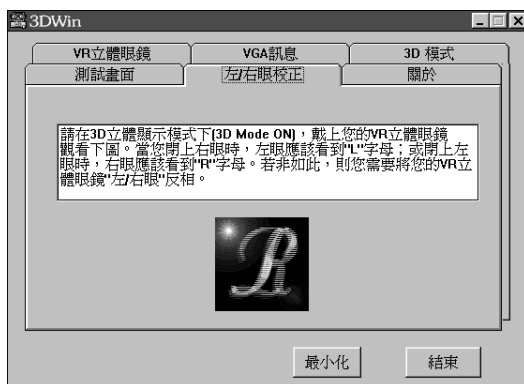 3DWin
VR立體眼鏡
VGA訊息
3D 模式
測試畫面
左/右眼校正
關於
請在3D立體顯示模式下(3D Mode ON)，戴上您的VR立體眼鏡
觀看下圖。當您閉上右眼時，左眼應該看到"L"字母；或閉上左
眼時，右眼應該看到"R"字母。若非如此，則您需要將您的VR立
體眼鏡"左/右眼"反相。
R
最小化
結束